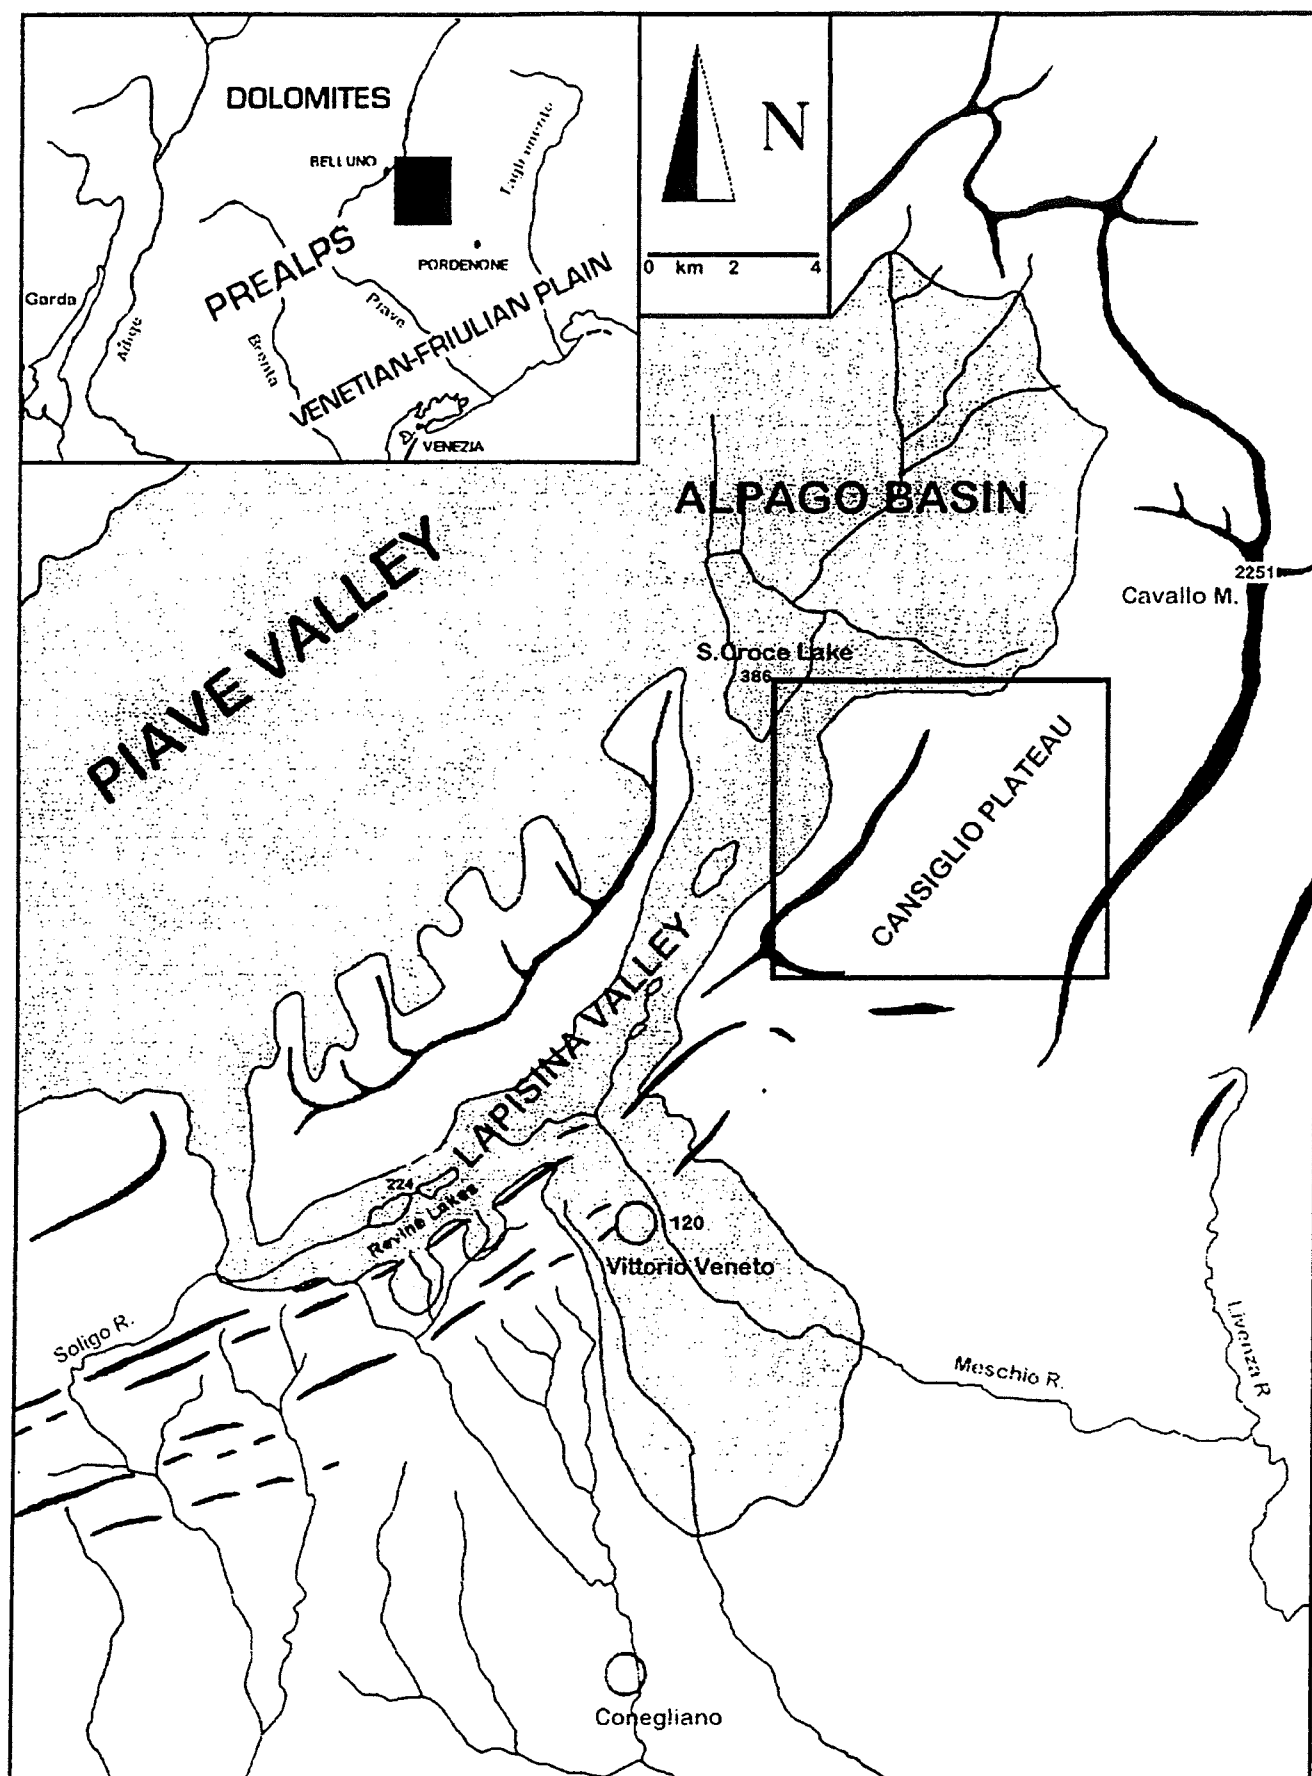 DOLOMITES
BELLUNO
PREALPS
PORDENONE
Garda
Adige
Brenta
Piave
VENETIAN-FRIULIAN PLAIN
VENEZIA
N
0 km 2 4
ALPAGO BASIN
PIAVE VALLEY
2251
Cavallo M.
S.Croce Lake
386
CANSIGLIO PLATEAU
LAPISINA VALLEY
224
Revine Lakes
120
Vittorio Veneto
Soligo R.
Meschio R.
Livenza R
Conegliano